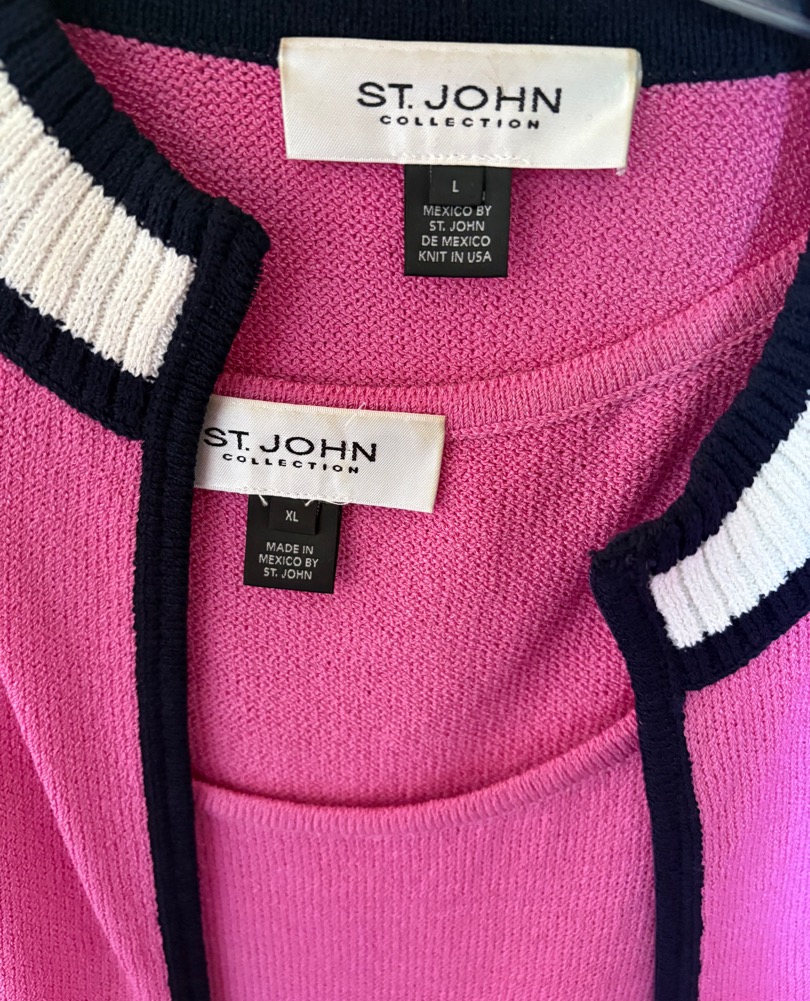 ST. JOHN
COLLECTION
L
MEXICO BY
ST. JOHN
DE MEXICO
KNIT IN USA
ST. JOHN
COLLECTION
XL
MADE IN
MEXICO BY
ST. JOHN